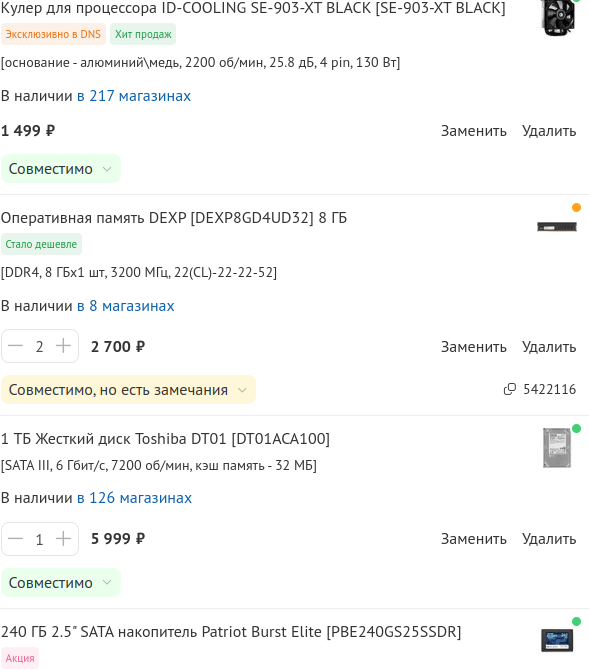 Кулер для процессора ID-COOLING SE-903-XT BLACK [SE-903-XT BLACK]
Эксклюзивно в DNS Хит продаж
[основание - алюминий\медь, 2200 об/мин, 25.8 дБ, 4 pin, 130 Вт]
В наличии в 217 магазинах
1 499 ₽ Заменить Удалить
Совместимо
Оперативная память DEXP [DEXP8GD4UD32] 8 ГБ
Стало дешевле
[DDR4, 8 ГБx1 шт, 3200 МГц, 22(CL)-22-22-52]
В наличии в 8 магазинах
2 2 700 ₽ Заменить Удалить
Совместимо, но есть замечания 5422116
1 ТБ Жесткий диск Toshiba DT01 [DT01ACA100]
[SATA III, 6 Гбит/с, 7200 об/мин, кэш память - 32 МБ]
В наличии в 126 магазинах
1 5 999 ₽ Заменить Удалить
Совместимо
240 ГБ 2.5" SATA накопитель Patriot Burst Elite [PBE240GS25SSDR]
Акция